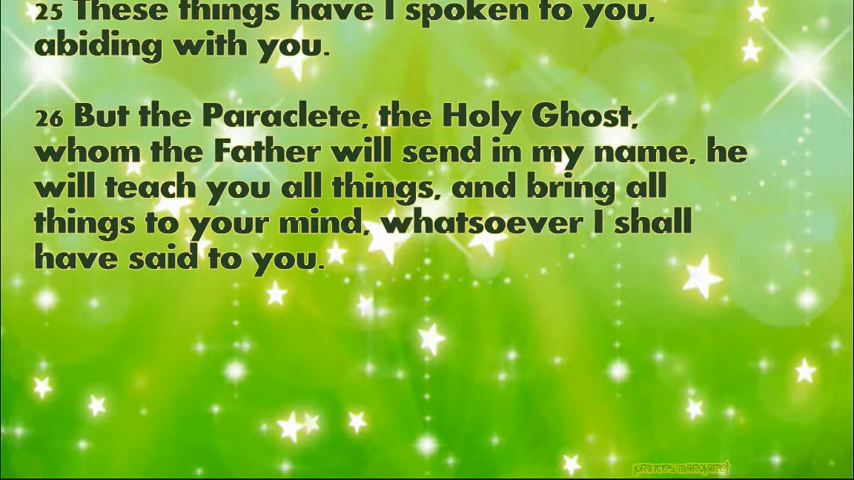 25 These things have I spoken to you,
abiding with you.
26 But the Paraclete, the Holy Ghost,
whom the Father will send in my name, he
will teach you all things, and bring all
things to your mind, whatsoever I shall
have said to you.